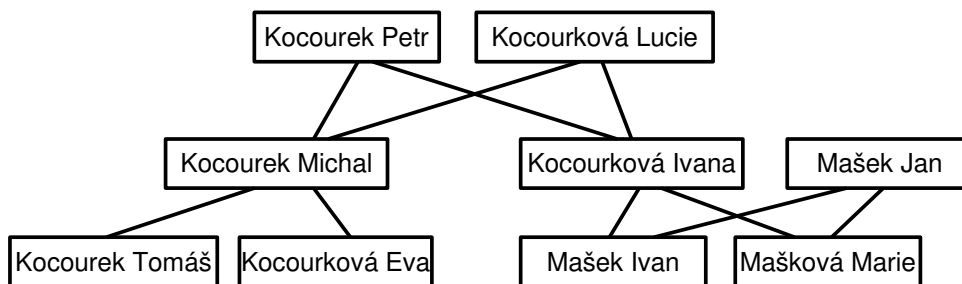 Kocourek Petr
Kocourková Lucie
Kocourek Michal
Kocourková Ivana
Mašek Jan
Kocourek Tomáš
Kocourková Eva
Mašek Ivan
Mašková Marie